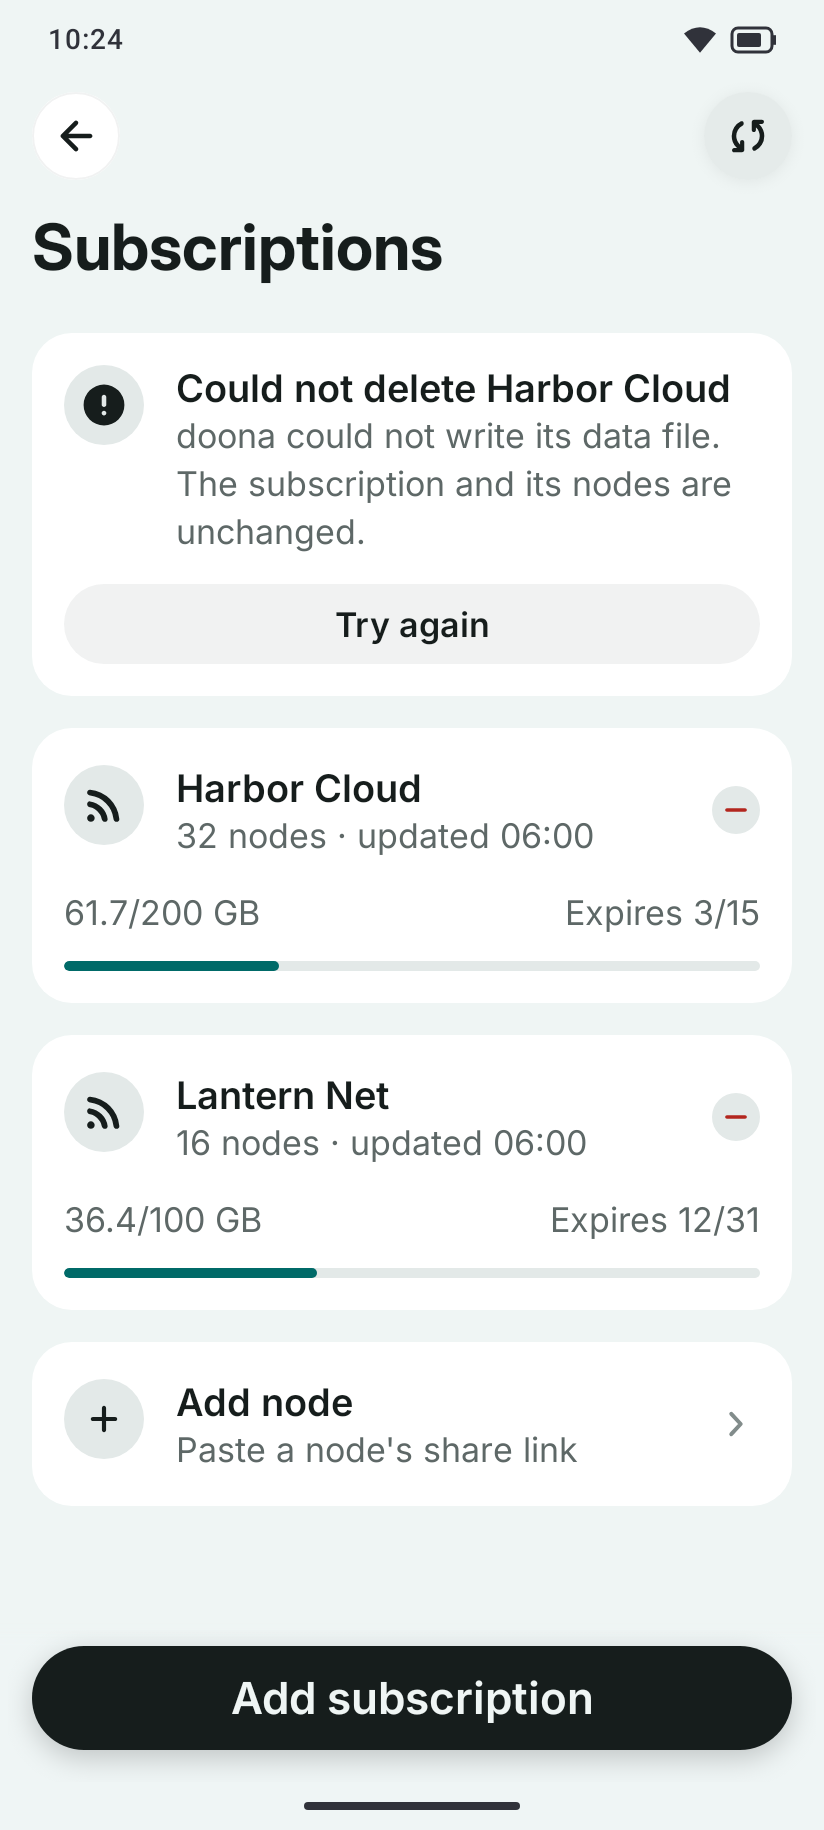 10:24
Subscriptions
Could not delete Harbor Cloud
doona could not write its data file.
The subscription and its nodes are
unchanged.
Try again
Harbor Cloud
32 nodes · updated 06:00
61.7/200 GB
Expires 3/15
Lantern Net
16 nodes · updated 06:00
36.4/100 GB
Expires 12/31
Add node
Paste a node's share link
Add subscription